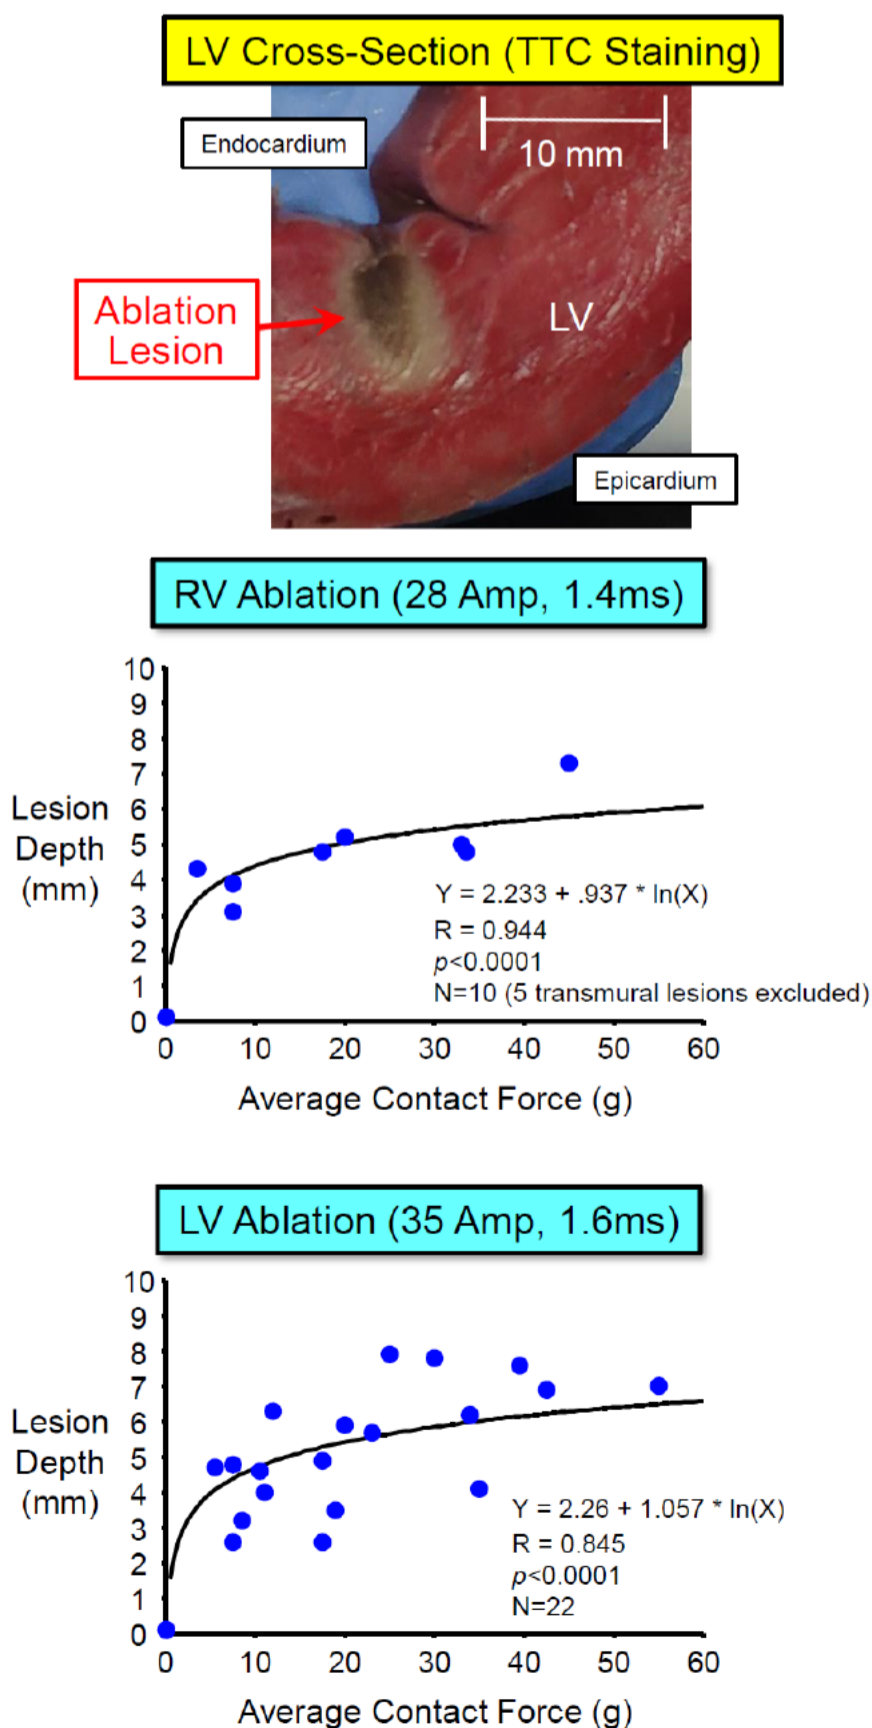 LV Cross-Section (TTC Staining)
Endocardium
10 mm
Ablation
Lesion
LV
Epicardium
RV Ablation (28 Amp, 1.4ms)
10
9
8
7
6
5
4
3
2
1
0
Lesion
Depth
(mm)
Y = 2.233 + .937 * ln(X)
R = 0.944
p<0.0001
N=10 (5 transmural lesions excluded)
0 10 20 30 40 50 60
Average Contact Force (g)
LV Ablation (35 Amp, 1.6ms)
10
9
8
7
6
5
4
3
2
1
0
Lesion
Depth
(mm)
Y = 2.26 + 1.057 * ln(X)
R = 0.845
p<0.0001
N=22
0 10 20 30 40 50 60
Average Contact Force (g)